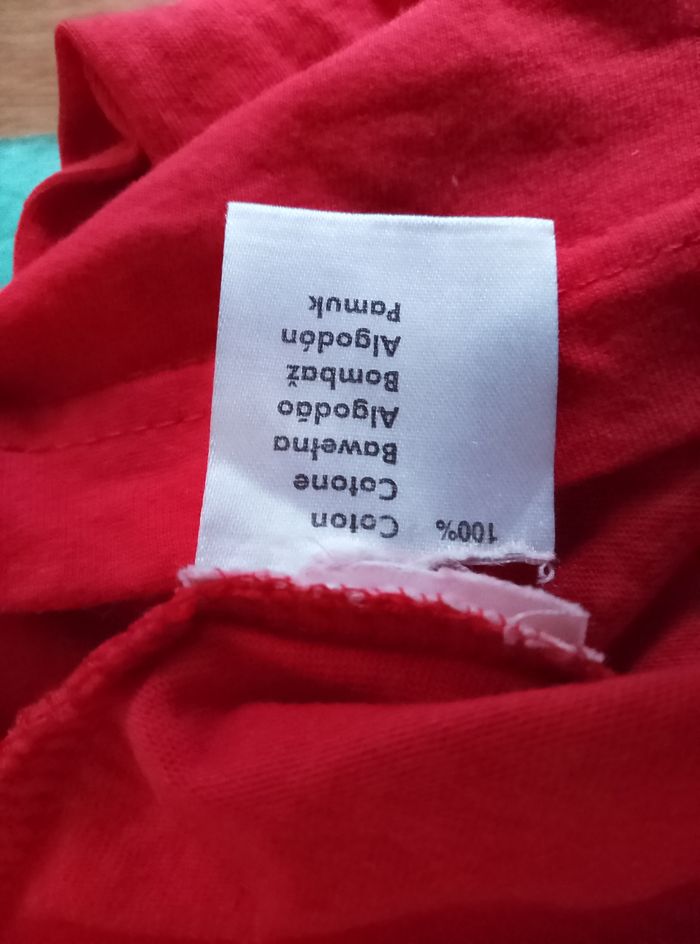 100% Coton
Cotone
Bawełna
Algodão
Bombaž
Algodón
Pamuk